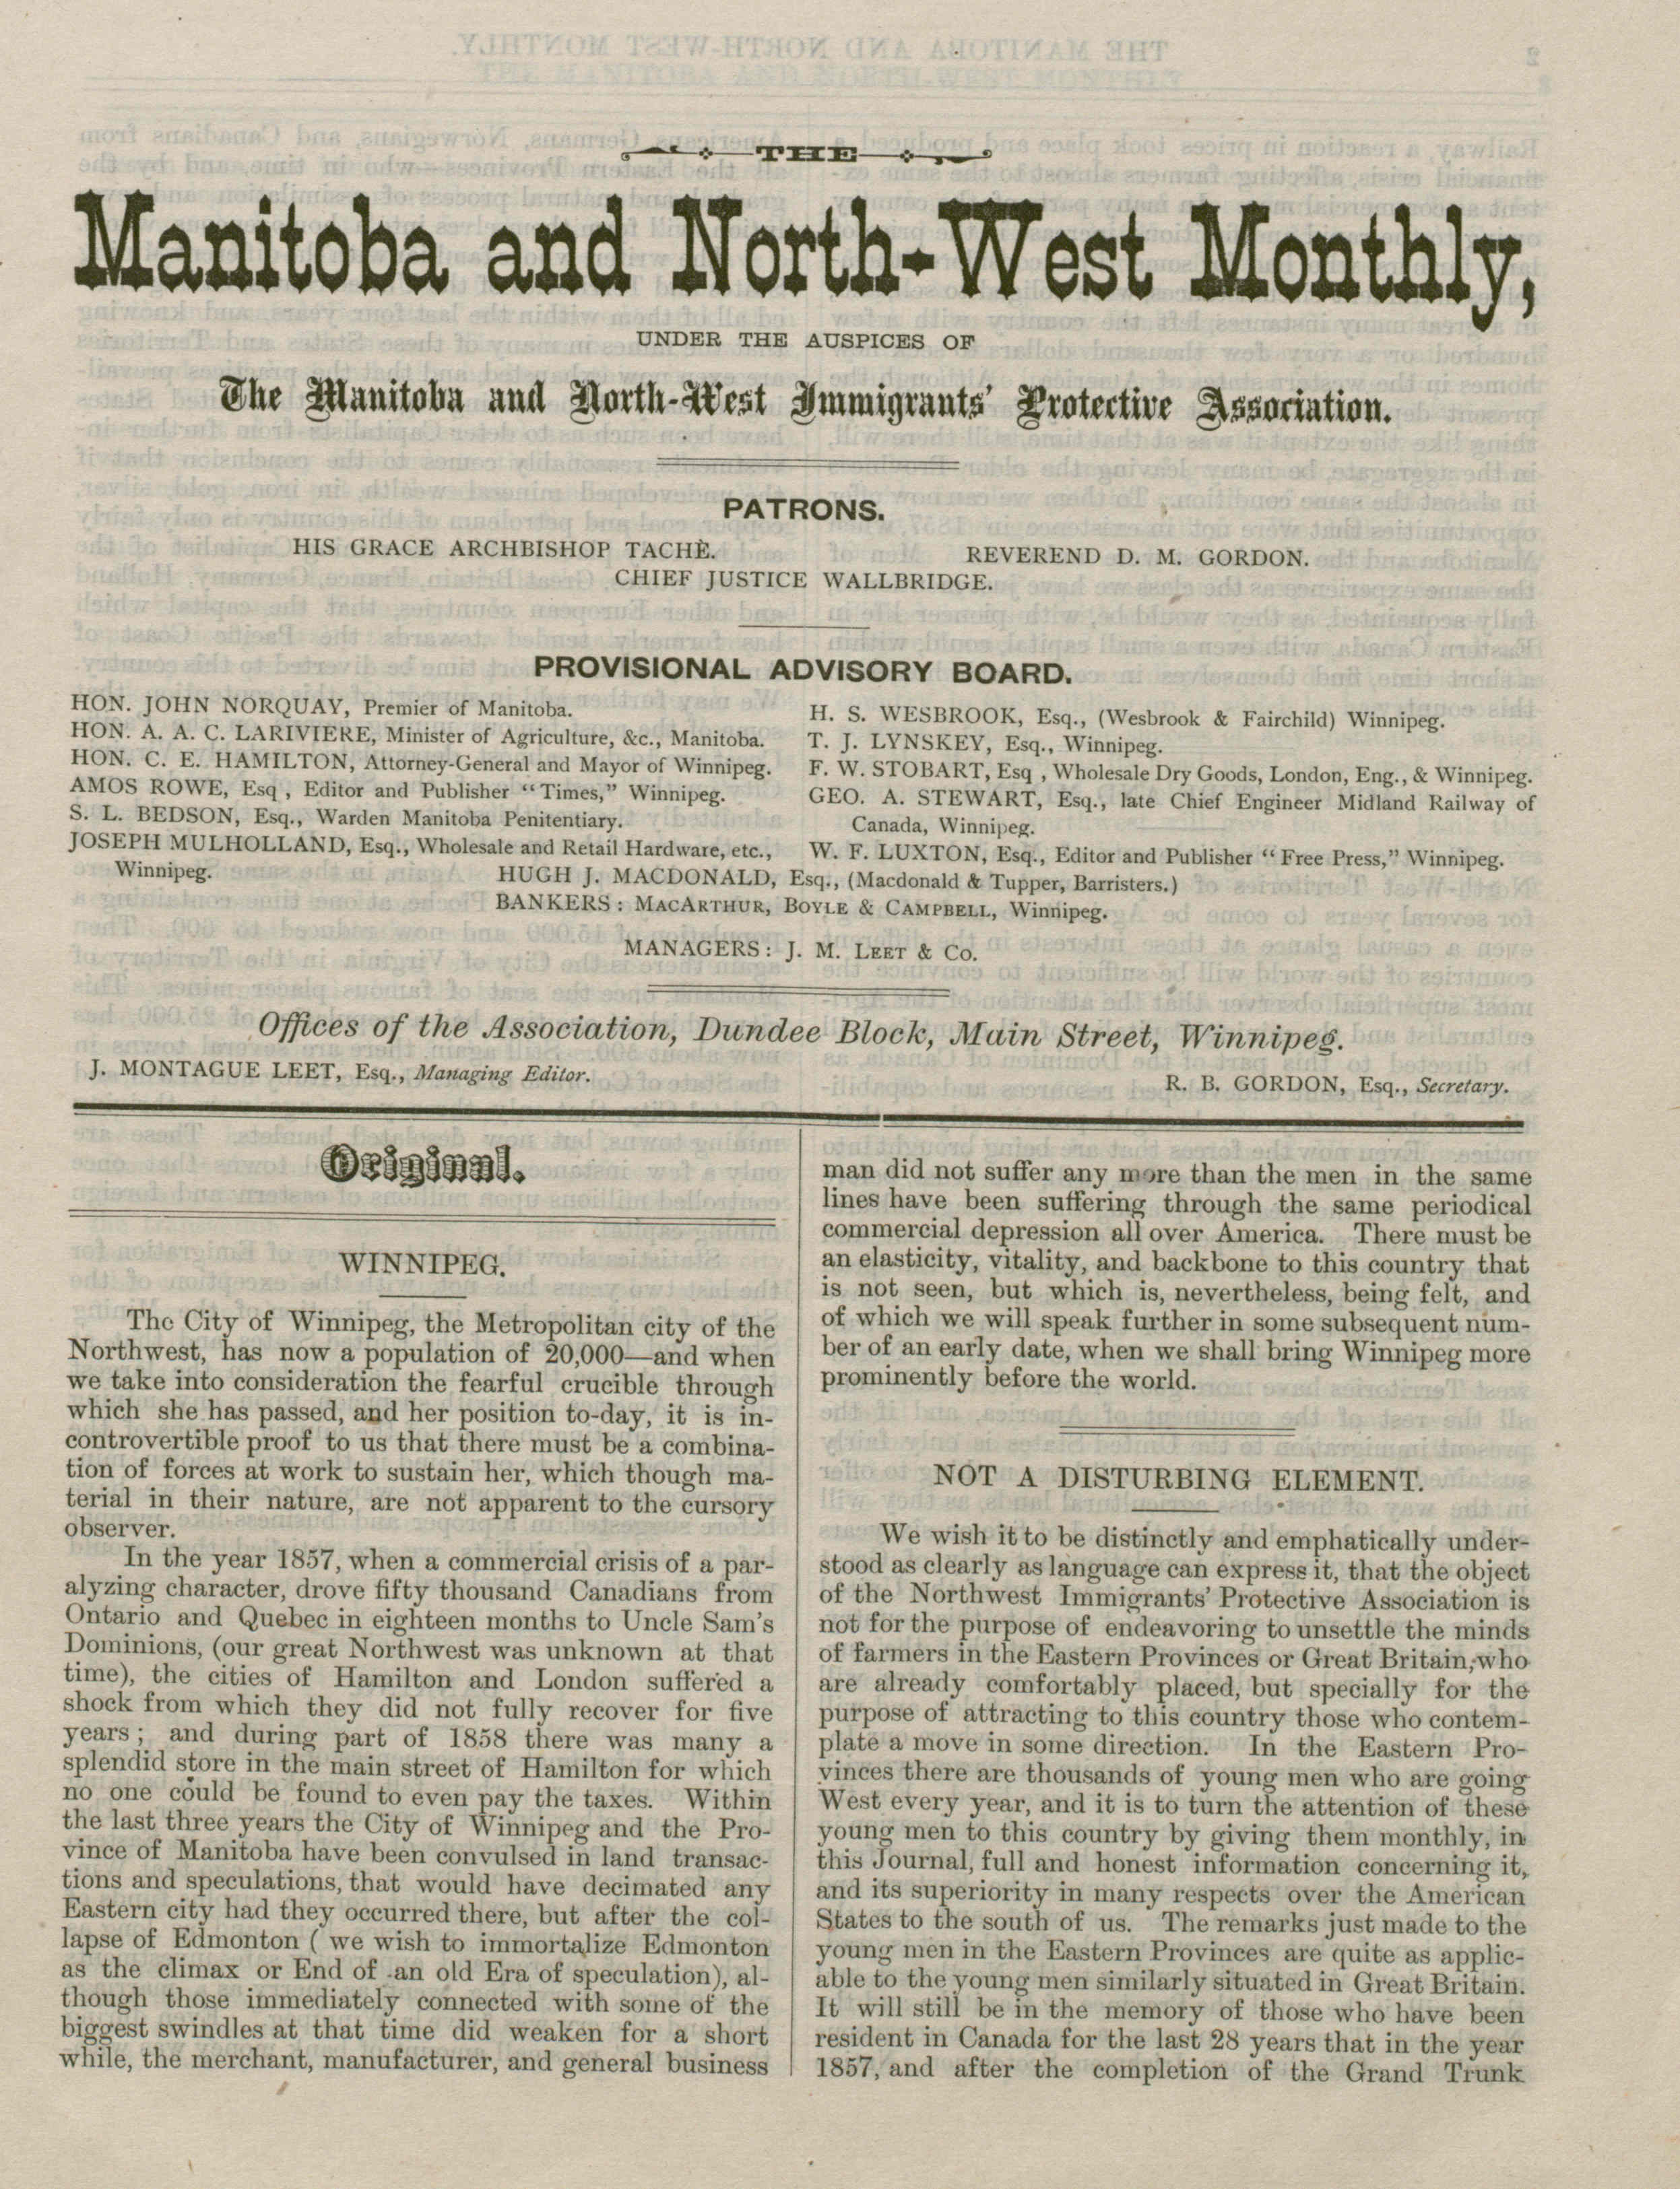 THE
Manitoba and North-West Monthly,
UNDER THE AUSPICES OF
The Manitoba and North-West Immigrants' Protective Association.
PATRONS.
HIS GRACE ARCHBISHOP TACHÈ.
REVEREND D. M. GORDON.
CHIEF JUSTICE WALLBRIDGE.
PROVISIONAL ADVISORY BOARD.
HON. JOHN NORQUAY, Premier of Manitoba.
HON. A. A. C. LARIVIERE, Minister of Agriculture, &c., Manitoba.
HON. C. E. HAMILTON, Attorney-General and Mayor of Winnipeg.
AMOS ROWE, Esq , Editor and Publisher "Times," Winnipeg.
S. L. BEDSON, Esq., Warden Manitoba Penitentiary.
JOSEPH MULHOLLAND, Esq., Wholesale and Retail Hardware, etc.,
Winnipeg.
H. S. WESBROOK, Esq., (Wesbrook & Fairchild) Winnipeg.
T. J. LYNSKEY, Esq., Winnipeg.
F. W. STOBART, Esq , Wholesale Dry Goods, London, Eng., & Winnipeg.
GEO. A. STEWART, Esq., late Chief Engineer Midland Railway of
Canada, Winnipeg.
W. F. LUXTON, Esq., Editor and Publisher "Free Press," Winnipeg.
HUGH J. MACDONALD, Esq., (Macdonald & Tupper, Barristers.)
BANKERS: MACARTHUR, BOYLE & CAMPBELL, Winnipeg.
MANAGERS: J. M. LEET & Co.
Offices of the Association, Dundee Block, Main Street, Winnipeg.
J. MONTAGUE LEET, Esq., Managing Editor.
R. B. GORDON, Esq., Secretary.
Original.
WINNIPEG.
The City of Winnipeg, the Metropolitan city of the
Northwest, has now a population of 20,000—and when
we take into consideration the fearful crucible through
which she has passed, and her position to-day, it is in-
controvertible proof to us that there must be a combina-
tion of forces at work to sustain her, which though ma-
terial in their nature, are not apparent to the cursory
observer.
In the year 1857, when a commercial crisis of a par-
alyzing character, drove fifty thousand Canadians from
Ontario and Quebec in eighteen months to Uncle Sam's
Dominions, (our great Northwest was unknown at that
time), the cities of Hamilton and London suffered a
shock from which they did not fully recover for five
years; and during part of 1858 there was many a
splendid store in the main street of Hamilton for which
no one could be found to even pay the taxes. Within
the last three years the City of Winnipeg and the Pro-
vince of Manitoba have been convulsed in land transac-
tions and speculations, that would have decimated any
Eastern city had they occurred there, but after the col-
lapse of Edmonton ( we wish to immortalize Edmonton
as the climax or End of an old Era of speculation), al-
though those immediately connected with some of the
biggest swindles at that time did weaken for a short
while, the merchant, manufacturer, and general business
man did not suffer any more than the men in the same
lines have been suffering through the same periodical
commercial depression all over America. There must be
an elasticity, vitality, and backbone to this country that
is not seen, but which is, nevertheless, being felt, and
of which we will speak further in some subsequent num-
ber of an early date, when we shall bring Winnipeg more
prominently before the world.
NOT A DISTURBING ELEMENT.
We wish it to be distinctly and emphatically under-
stood as clearly as language can express it, that the object
of the Northwest Immigrants' Protective Association is
not for the purpose of endeavoring to unsettle the minds
of farmers in the Eastern Provinces or Great Britain, who
are already comfortably placed, but specially for the
purpose of attracting to this country those who contem-
plate a move in some direction. In the Eastern Pro-
vinces there are thousands of young men who are going
West every year, and it is to turn the attention of these
young men to this country by giving them monthly, in
this Journal, full and honest information concerning it,
and its superiority in many respects over the American
States to the south of us. The remarks just made to the
young men in the Eastern Provinces are quite as applic-
able to the young men similarly situated in Great Britain.
It will still be in the memory of those who have been
resident in Canada for the last 28 years that in the year
1857, and after the completion of the Grand Trunk